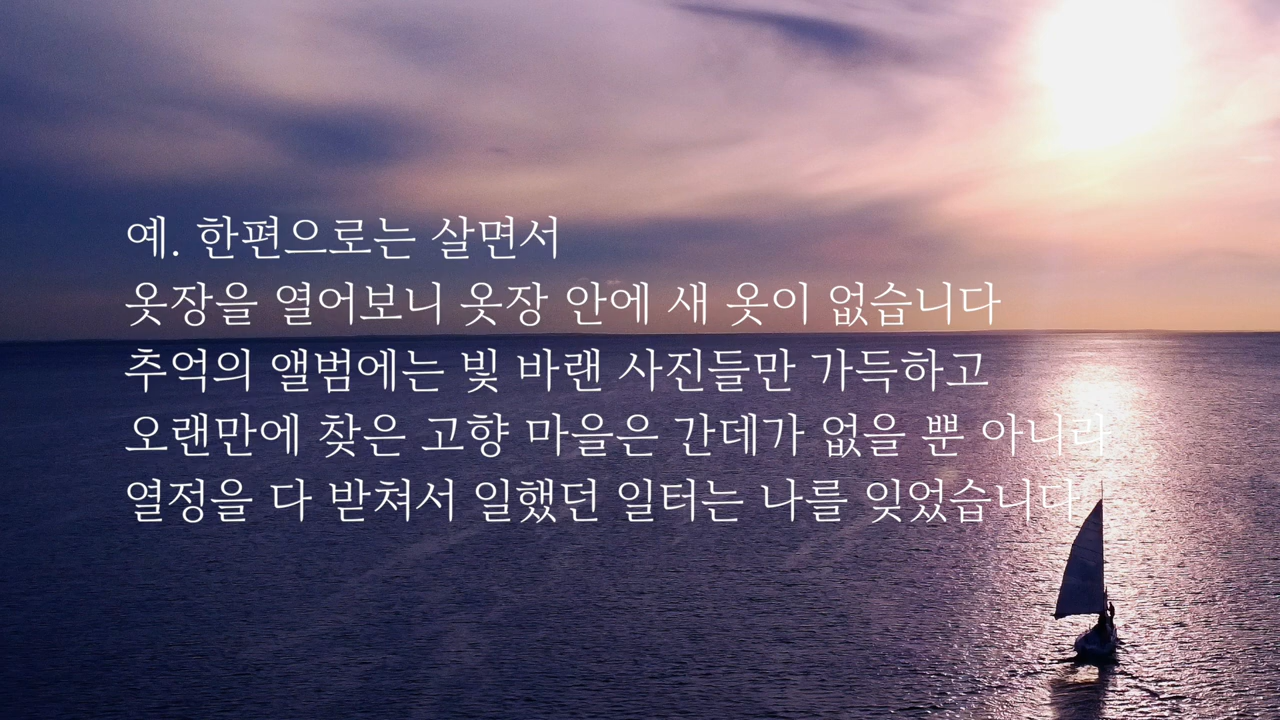 예. 한편으로는 살면서
옷장을 열어보니 옷장 안에 새 옷이 없습니다
추억의 앨범에는 빛 바랜 사진들만 가득하고
오랜만에 찾은 고향 마을은 간데가 없을 뿐 아니라
열정을 다 받쳐서 일했던 일터는 나를 잊었습니다